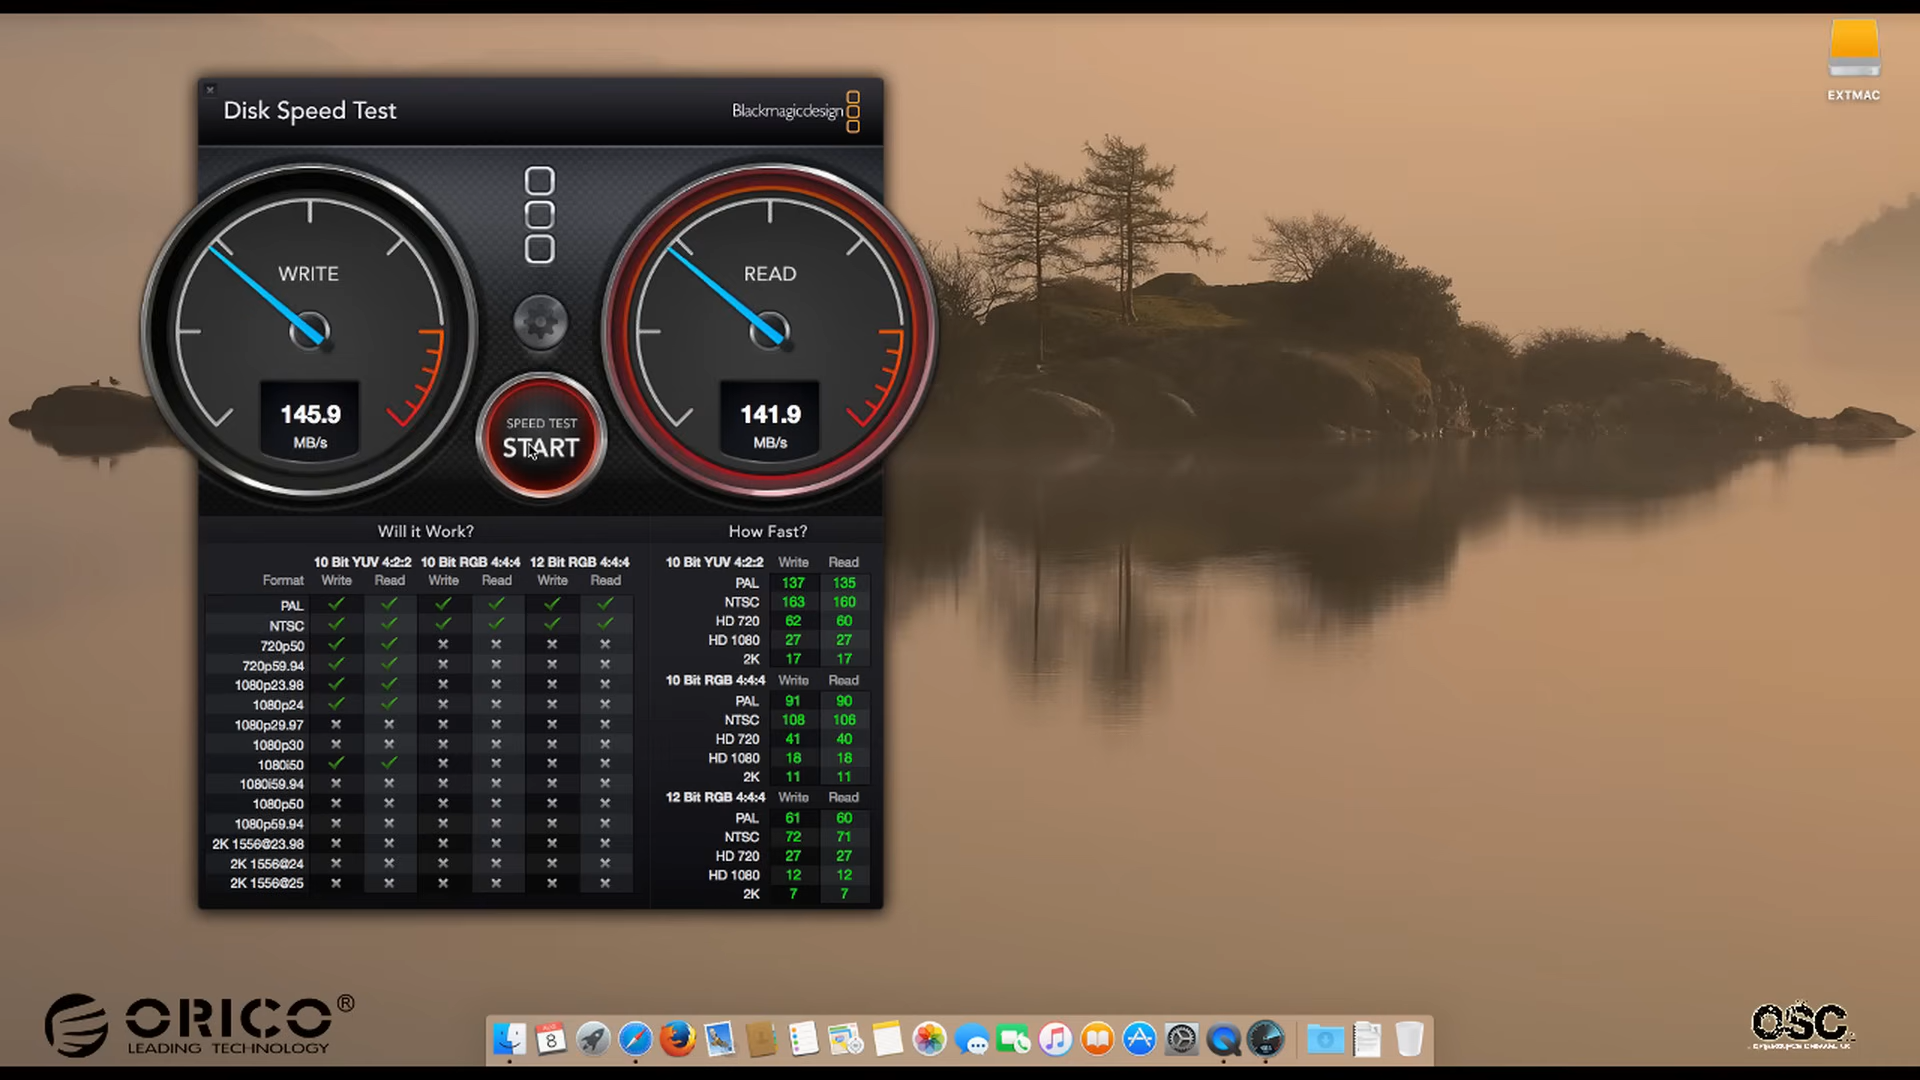 EXTMAC
Disk Speed Test
Blackmagicdesign
WRITE
145.9
MB/s
SPEED TEST
START
READ
141.9
MB/s
Will it Work?
10 Bit YUV 4:2:2 10 Bit RGB 4:4:4 12 Bit RGB 4:4:4
Format Write Read Write Read Write Read
PAL
NTSC
720p50
720p59.94
1080p23.98
1080p24
1080p29.97
1080p30
1080i50
1080i59.94
1080p50
1080p59.94
2K 1556@23.98
2K 1556@24
2K 1556@25
How Fast?
10 Bit YUV 4:2:2 Write Read
PAL 137 135
NTSC 163 160
HD 720 62 60
HD 1080 27 27
2K 17 17
10 Bit RGB 4:4:4 Write Read
PAL 91 90
NTSC 108 106
HD 720 41 40
HD 1080 18 18
2K 11 11
12 Bit RGB 4:4:4 Write Read
PAL 61 60
NTSC 72 71
HD 720 27 27
HD 1080 12 12
2K 7 7
ORICO®
LEADING TECHNOLOGY
AUG
8
OSC